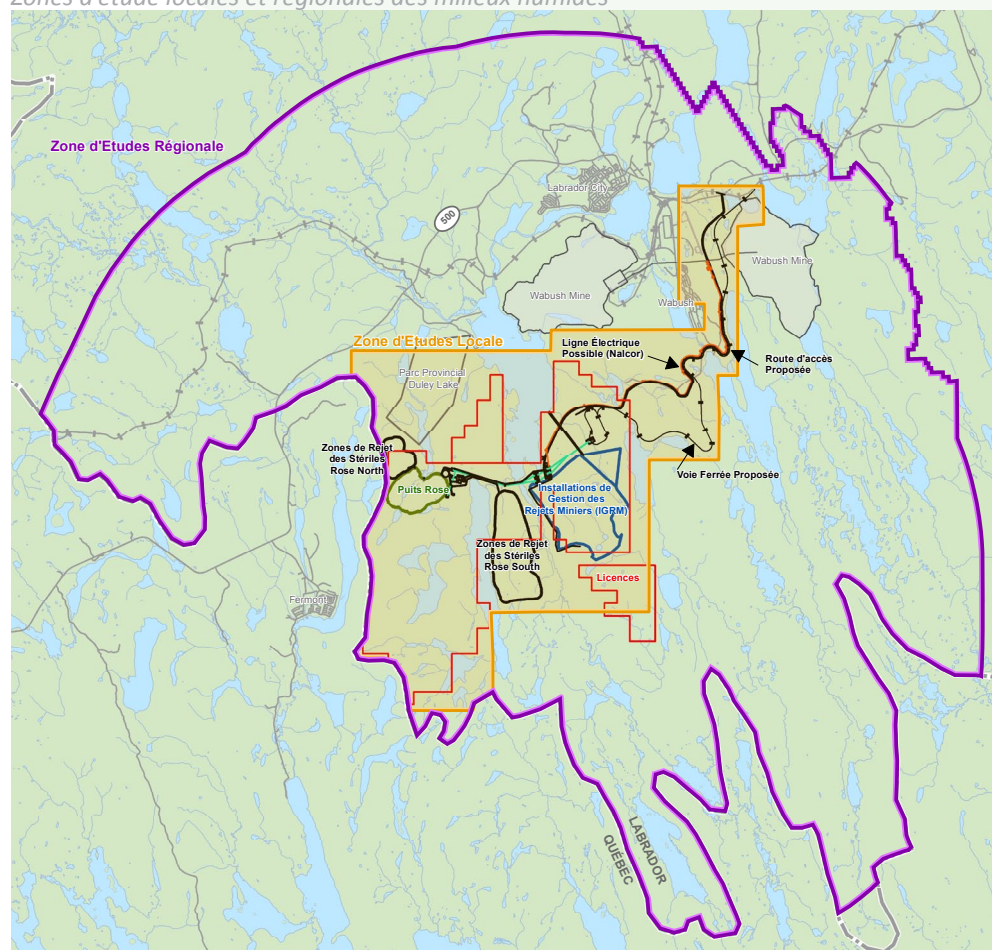 Zones d'étude locales et régionales des milieux humides
Zone d'Etudes Régionale
Labrador City
500
Wabush Mine
Wabush Mine
Wabush
Zone d'Etudes Locale
Ligne Électrique
Possible (Nalcor)
Route d'accès
Proposée
Parc Provincial
Duley Lake
Zones de Rejet
des Stériles
Rose North
Voie Ferrée Proposée
Puits Rose
Installations de
Gestion des
Rejets Miniers (IGRM)
Zones de Rejet
des Stériles
Rose South
Licences
Fermont
LABRADOR
QUÉBEC